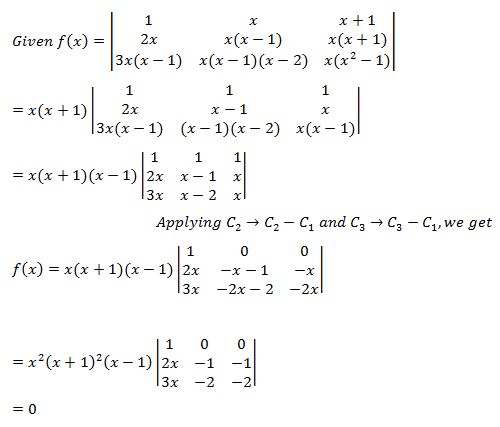 Given f(x) = | 1 x x + 1 |
| 2x x(x − 1) x(x + 1) |
| 3x(x − 1) x(x − 1)(x − 2) x(x² − 1) |
= x(x + 1) | 1 1 1 |
| 2x x − 1 x |
| 3x(x − 1) (x − 1)(x − 2) x(x − 1) |
= x(x + 1)(x − 1) | 1 1 1 |
| 2x x − 1 x |
| 3x x − 2 x |
Applying C₂ → C₂ − C₁ and C₃ → C₃ − C₁, we get
f(x) = x(x + 1)(x − 1) | 1 0 0 |
| 2x −x − 1 −x |
| 3x −2x − 2 −2x |
= x²(x + 1)²(x − 1) | 1 0 0 |
| 2x −1 −1 |
| 3x −2 −2 |
= 0